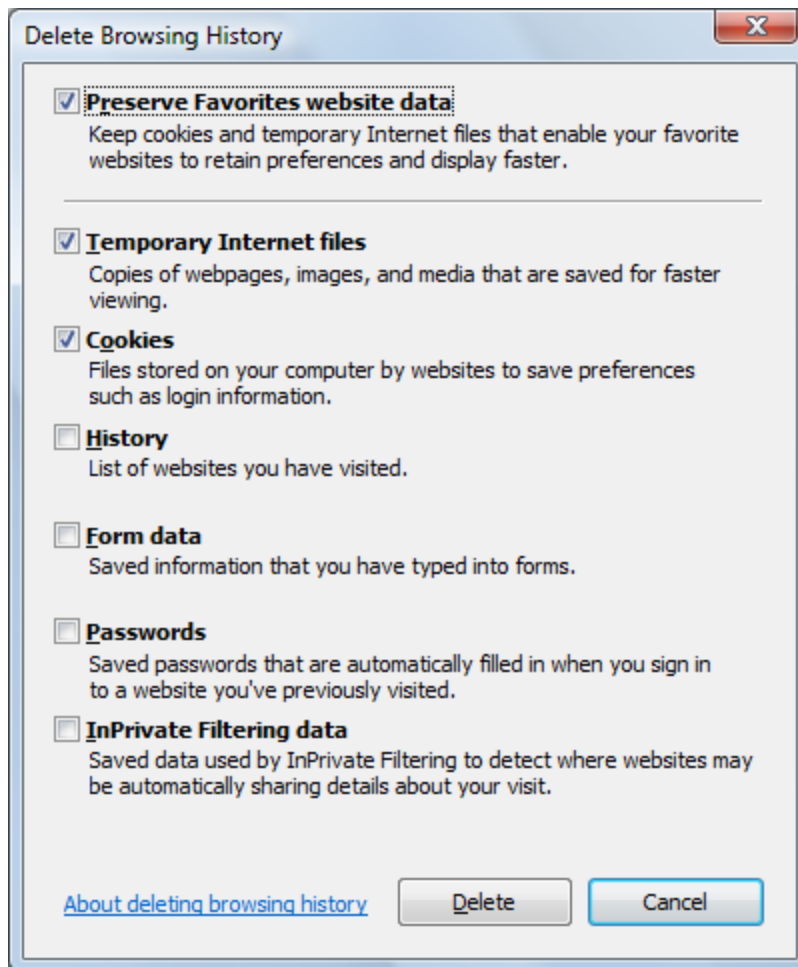 Delete Browsing History
Preserve Favorites website data
Keep cookies and temporary Internet files that enable your favorite
websites to retain preferences and display faster.
Temporary Internet files
Copies of webpages, images, and media that are saved for faster
viewing.
Cookies
Files stored on your computer by websites to save preferences
such as login information.
History
List of websites you have visited.
Form data
Saved information that you have typed into forms.
Passwords
Saved passwords that are automatically filled in when you sign in
to a website you've previously visited.
InPrivate Filtering data
Saved data used by InPrivate Filtering to detect where websites may
be automatically sharing details about your visit.
About deleting browsing history Delete Cancel